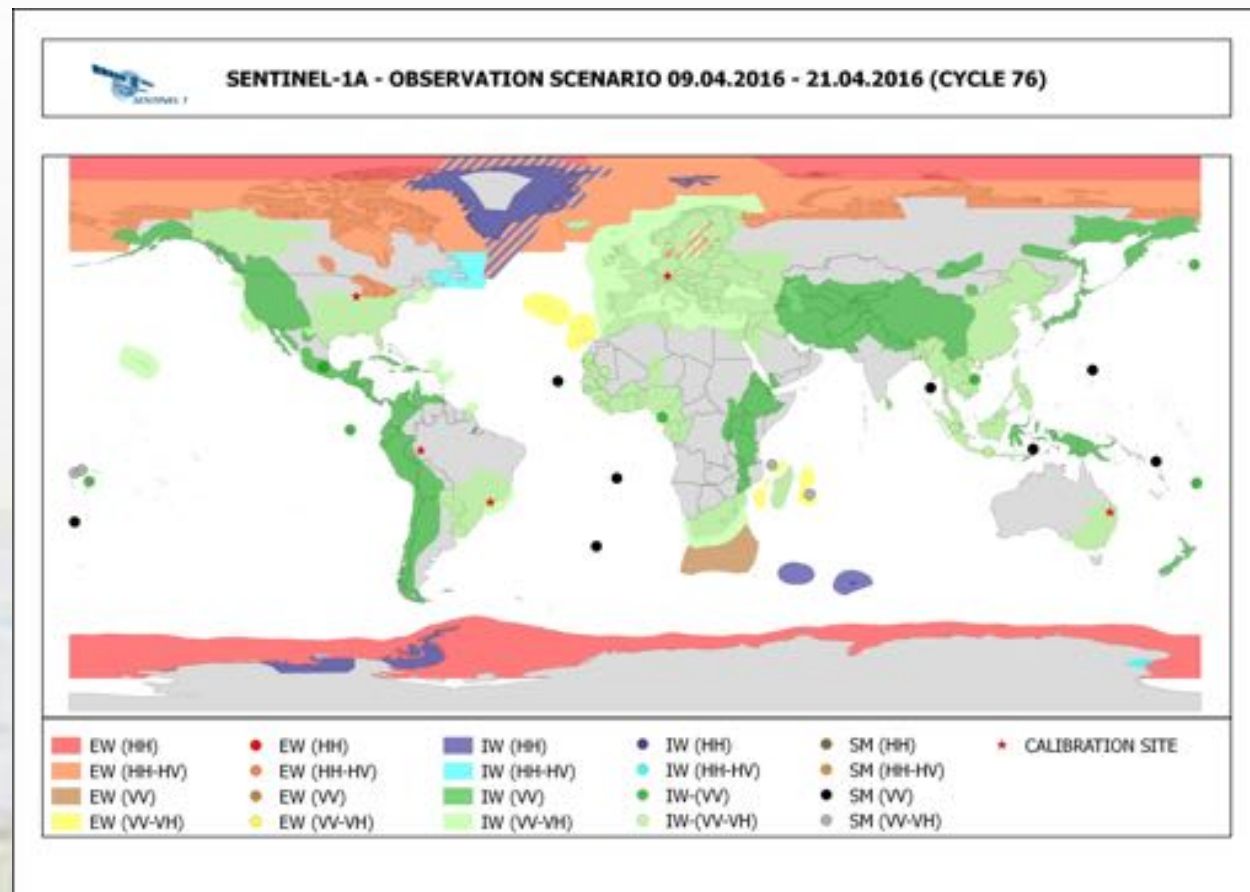 SENTINEL-1
SENTINEL-1A - OBSERVATION SCENARIO 09.04.2016 - 21.04.2016 (CYCLE 76)
EW (HH) EW (HH) IW (HH) IW (HH) SM (HH) CALIBRATION SITE
EW (HH-HV) EW (HH-HV) IW (HH-HV) IW (HH-HV) SM (HH-HV)
EW (VV) EW (VV) IW (VV) IW-(VV) SM (VV)
EW (VV-VH) EW (VV-VH) IW (VV-VH) IW-(VV-VH) SM (VV-VH)